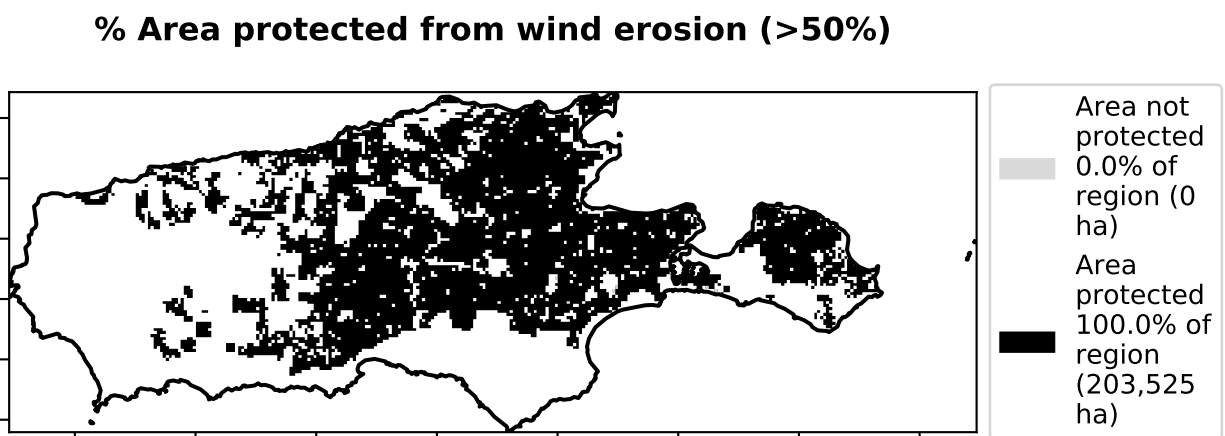 % Area protected from wind erosion (>50%)
Area not
protected
0.0% of
region (0
ha)
Area
protected
100.0% of
region
(203,525
ha)